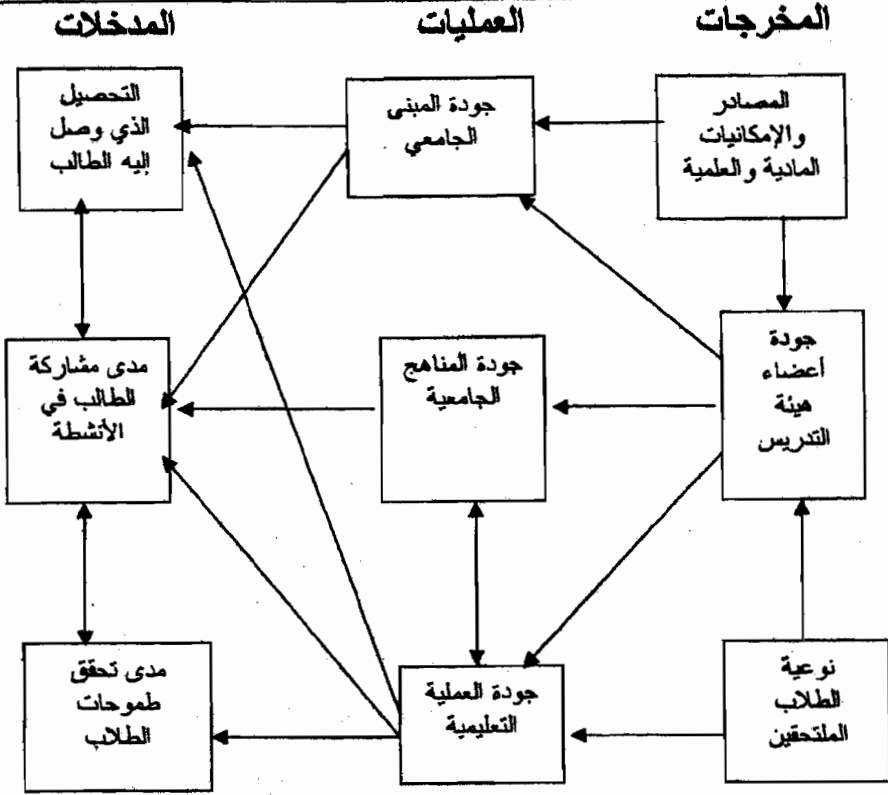 المخرجات
العمليات
المدخلات
المصادر
والإمكانيات
المادية والعلمية
جودة المبنى
الجامعي
التحصيل
الذي وصل
إليه الطالب
جودة
أعضاء
هيئة
التدريس
جودة المناهج
الجامعية
مدى مشاركة
الطالب في
الأنشطة
نوعية
الطلاب
الملتحقين
جودة العملية
التعليمية
مدى تحقق
طموحات
الطلاب